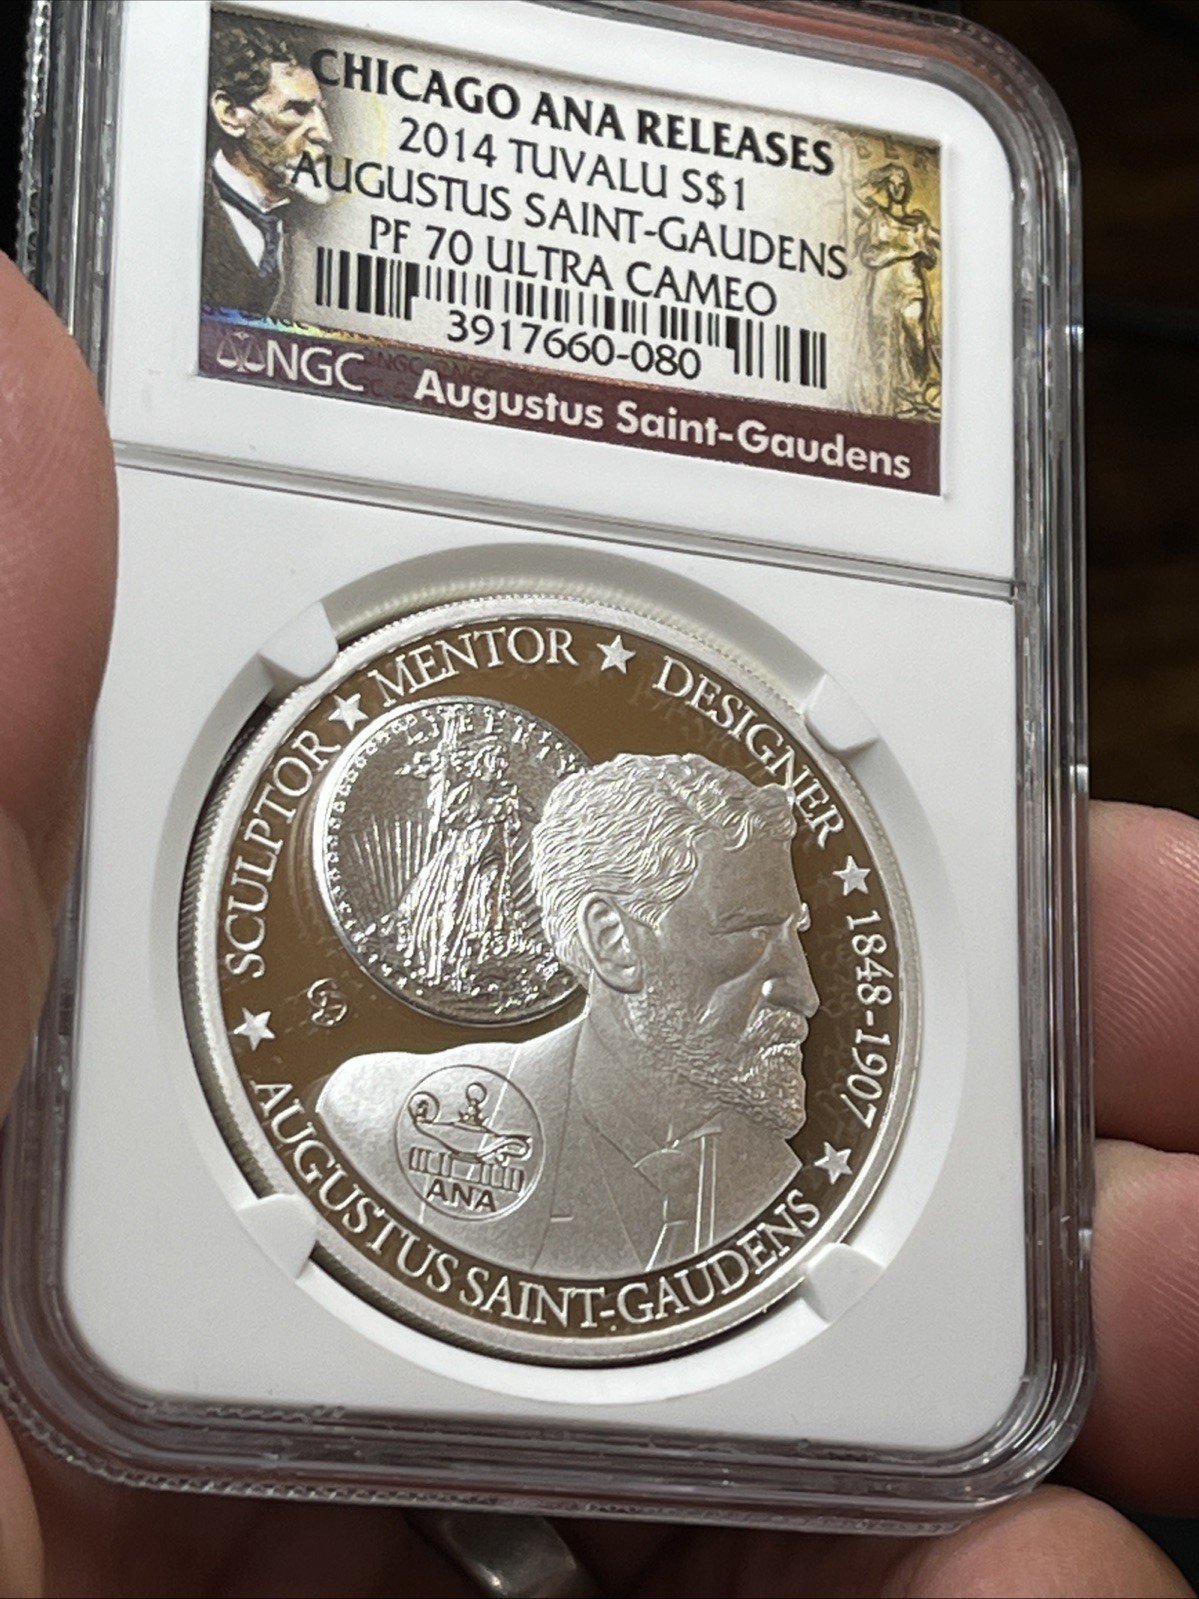 CHICAGO ANA RELEASES
2014 TUVALU S$1
AUGUSTUS SAINT-GAUDENS
PF 70 ULTRA CAMEO
3917660-080
NGC Augustus Saint-Gaudens
★ SCULPTOR ★ MENTOR ★ DESIGNER ★ 1848-1907 ★
LIBERTY
ANA
AUGUSTUS SAINT-GAUDENS